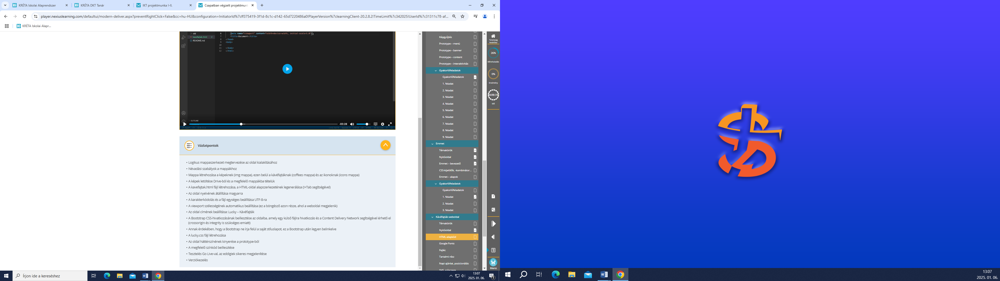 KRÉTA Iskolai Alaprendszer
KRÉTA DKT Tanár
IKT projektmunka I-II.
Csapatban végzett projektmun
player.nexiuslearning.com/defaultui/modern-deliver.aspx?preventRightClick=False&cc=hu-HU&configuration=InitiatorId%7cff375419-3f1d-8c1c-d142-65d7220486a0!PlayerVersion%7clearningClient-20.2.8.2!TimeLimit%7c342025!UserId%7c31311c78-af...
KRÉTA Iskolai Alapr...
old
kavefajtak.html U
README.md
6 <meta name="viewport" content="width=device-width, initial-scale=1.0">
7 <title>Document</title>
8 </head>
9 <body>
10
11 </body>
12 </html>
OUTLINE
-03:28
Vázlatpontok
• Logikus mappaszerkezet megtervezése az oldal kialakításához
• Névadási szabályok a mappákhoz
• Mappa létrehozása a képeknek (img mappa), ezen belül a kávéfajtáknak (coffees mappa) és az ikonoknak (icons mappa)
• A képek letöltése Drive-ból és a megfelelő mappákba tételük
• A kavefajtak.html fájl létrehozása, a HTML-oldal alapszerkezetének legenerálása (!+Tab segítségével)
• Az oldal nyelvének átállítása magyarra
• A karakterkódolás és a fájl egységes beállítása UTF-8-ra
• A viewport szélességének automatikus beállítása (ez a böngésző azon része, ahol a weboldal megjelenik)
• Az oldal címének beállítása: Lucky – Kávéfajták
• A Bootstrap CSS-hivatkozásának beillesztése az oldalba, amely egy külső fájlra hivatkozás és a Content Delivery Network segítségével érhető el
(crossorigin és integrity is szükséges emiatt)
• Annak érdekében, hogy a Bootstrap ne írja felül a saját stíluslapot, ez a Bootstrap után legyen belinkelve
• A lucky.css fájl létrehozása
• Az oldal háttérszínének kinyerése a prototype-ból
• A megfelelő színkód beillesztése
• Tesztelés Go Live-val, az eddigiek sikeres megjelenítése
• Verziókezelés
Képgyűjtés
Prototype – menü
Prototype – banner
Prototype – content
Prototype – interaktivitás
Gyakorlófeladatok
Gyakorlófeladatok
1. feladat
2. feladat
3. feladat
4. feladat
5. feladat
6. feladat
7. feladat
8. feladat
9. feladat
Emmet
Témakörök
Nyitóoldal
Emmet – bevezető
CSS-kijelölők, -kombinátor...
Emmet – alapok
Gyakorlófeladatok
Gyakorlófeladatok
1. feladat
2. feladat
3. feladat
Kávéfajták weboldal
Témakörök
Nyitóoldal
HTML-alapkód
Google Fonts
Fejléc
Tartalmi rész
Napi ajánlat, pozicionálás
SVG, színcsere
Tananyag
bezárása
26%
Előrehaladás
0%
Eredmény
5698:31
Idő
Menü
Írjon ide a kereséshez
13:07
2025. 01. 06.
1
13:07
2025. 01. 06.